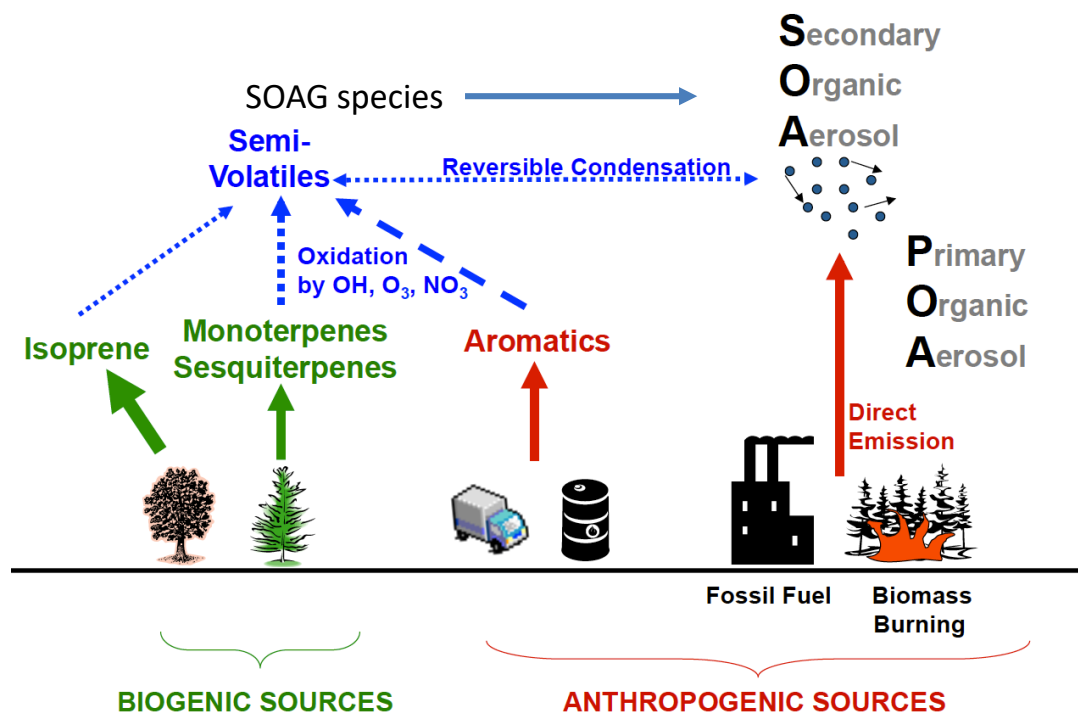 Secondary
Organic
Aerosol
SOAG species
Semi-
Volatiles
Reversible Condensation
Oxidation
by OH, O₃, NO₃
Primary
Organic
Aerosol
Isoprene
Monoterpenes
Sesquiterpenes
Aromatics
Direct
Emission
Fossil Fuel
Biomass
Burning
BIOGENIC SOURCES
ANTHROPOGENIC SOURCES